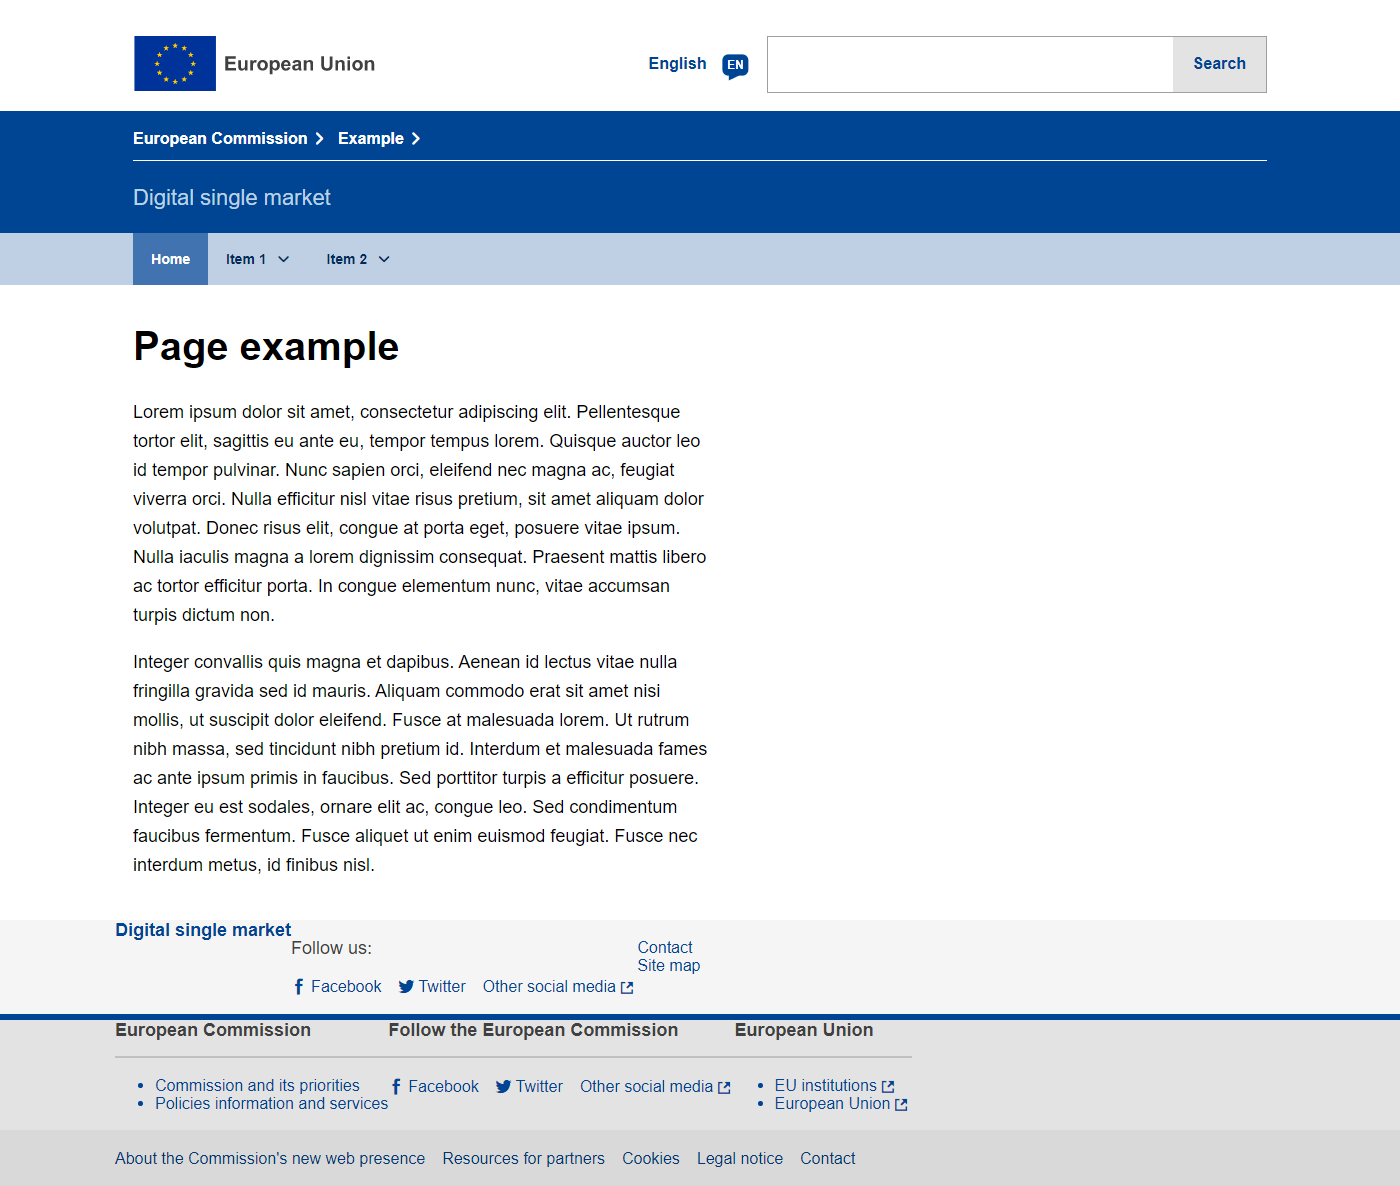 European Union
English EN Search
European Commission Example
Digital single market
Home Item 1 Item 2
Page example
Lorem ipsum dolor sit amet, consectetur adipiscing elit. Pellentesque
tortor elit, sagittis eu ante eu, tempor tempus lorem. Quisque auctor leo
id tempor pulvinar. Nunc sapien orci, eleifend nec magna ac, feugiat
viverra orci. Nulla efficitur nisl vitae risus pretium, sit amet aliquam dolor
volutpat. Donec risus elit, congue at porta eget, posuere vitae ipsum.
Nulla iaculis magna a lorem dignissim consequat. Praesent mattis libero
ac tortor efficitur porta. In congue elementum nunc, vitae accumsan
turpis dictum non.
Integer convallis quis magna et dapibus. Aenean id lectus vitae nulla
fringilla gravida sed id mauris. Aliquam commodo erat sit amet nisi
mollis, ut suscipit dolor eleifend. Fusce at malesuada lorem. Ut rutrum
nibh massa, sed tincidunt nibh pretium id. Interdum et malesuada fames
ac ante ipsum primis in faucibus. Sed porttitor turpis a efficitur posuere.
Integer eu est sodales, ornare elit ac, congue leo. Sed condimentum
faucibus fermentum. Fusce aliquet ut enim euismod feugiat. Fusce nec
interdum metus, id finibus nisl.
Digital single market
Follow us:
Facebook Twitter Other social media
Contact
Site map
European Commission
Commission and its priorities
Policies information and services
Follow the European Commission
Facebook Twitter Other social media
European Union
EU institutions
European Union
About the Commission's new web presence Resources for partners Cookies Legal notice Contact